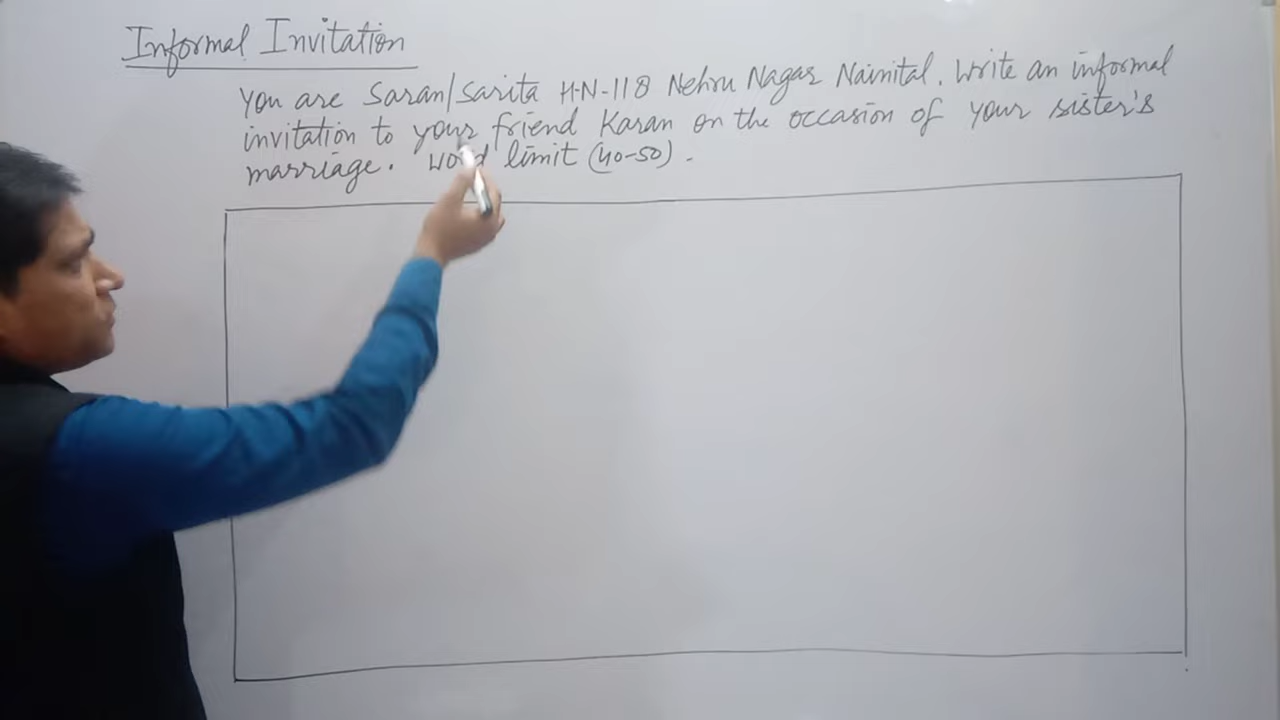 Informal Invitation
You are Saran/Sarita H-N-118 Nehru Nagar Nainital. Write an informal
invitation to your friend Karan on the occasion of your sister's
marriage. Word limit (40-50).